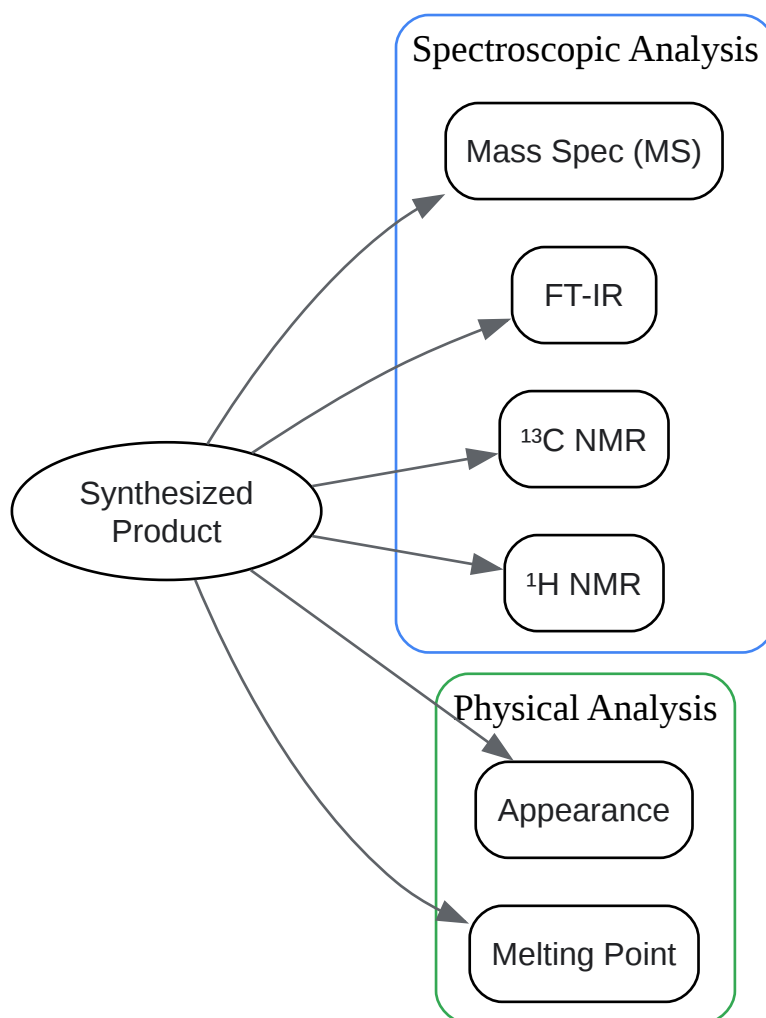 Spectroscopic Analysis
Mass Spec (MS)
FT-IR
¹³C NMR
¹H NMR
Synthesized
Product
Physical Analysis
Appearance
Melting Point